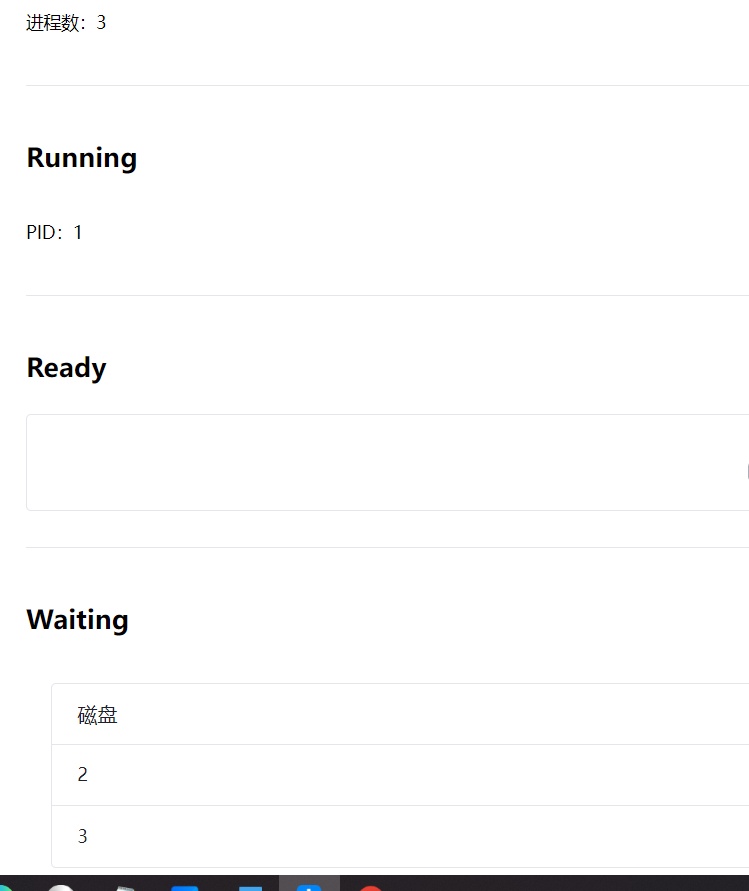 进程数：3
Running
PID：1
Ready
Waiting
磁盘
2
3